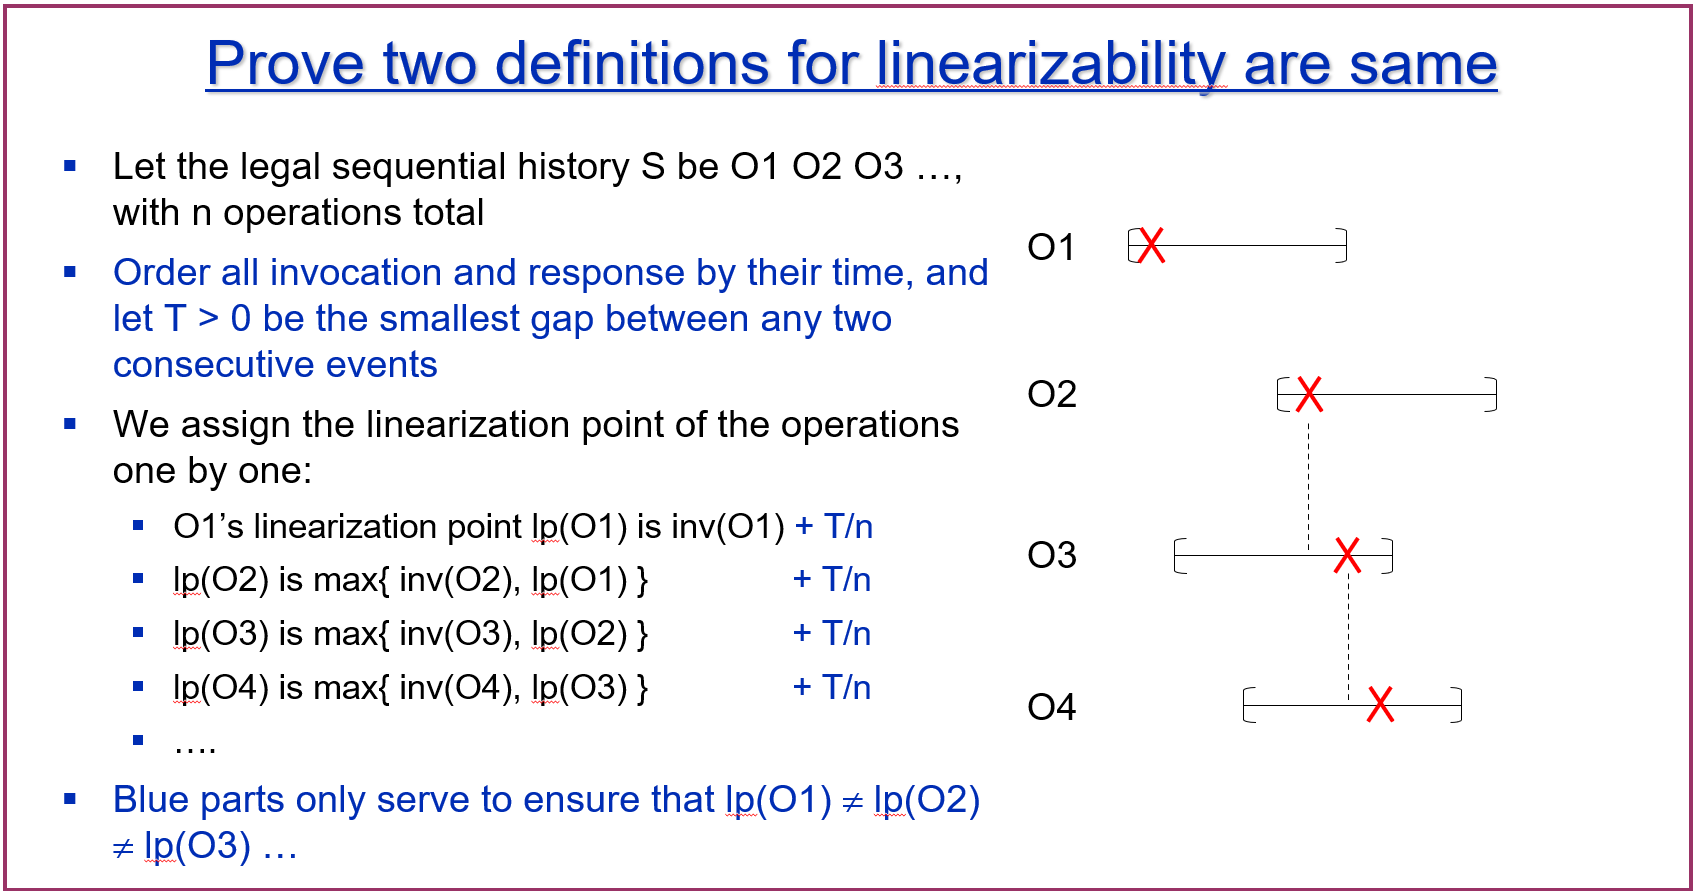 Prove two definitions for linearizability are same
Let the legal sequential history S be O1 O2 O3 …,
with n operations total
Order all invocation and response by their time, and
let T > 0 be the smallest gap between any two
consecutive events
We assign the linearization point of the operations
one by one:
O1’s linearization point lp(O1) is inv(O1) + T/n
lp(O2) is max{ inv(O2), lp(O1) } + T/n
lp(O3) is max{ inv(O3), lp(O2) } + T/n
lp(O4) is max{ inv(O4), lp(O3) } + T/n
….
Blue parts only serve to ensure that lp(O1) ≠ lp(O2)
≠ lp(O3) …
O1
O2
O3
O4